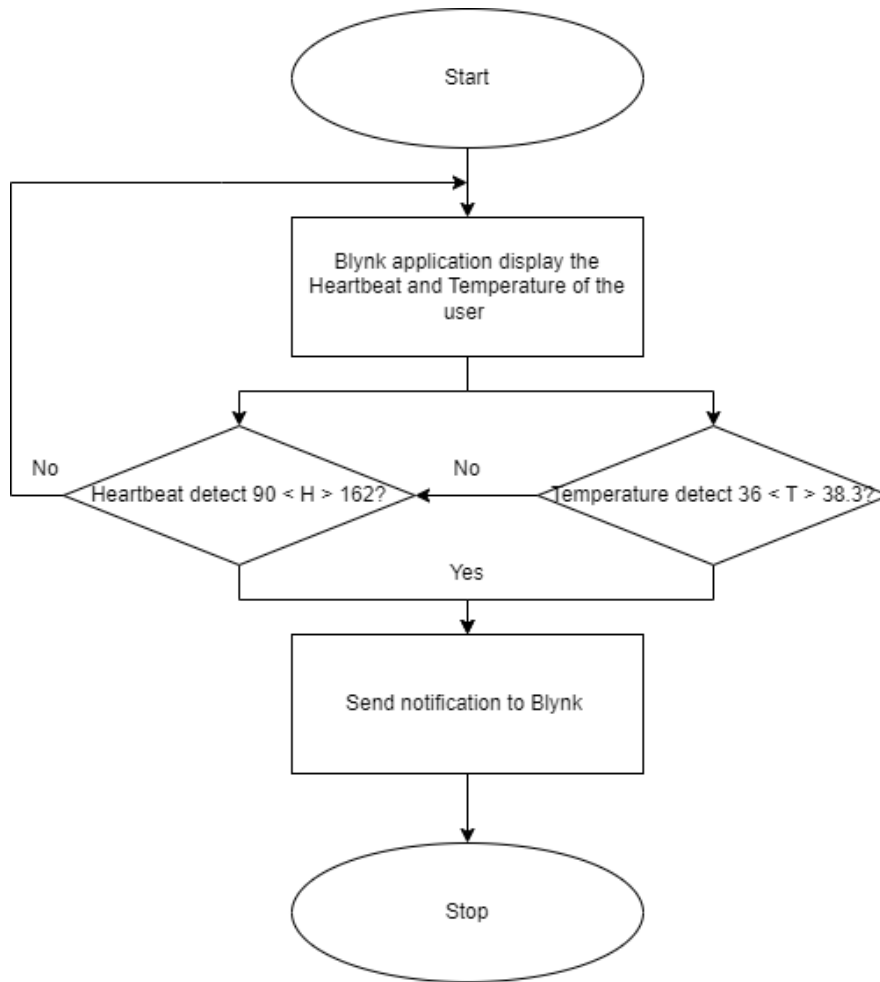 Start
Blynk application display the
Heartbeat and Temperature of the
user
No
Heartbeat detect 90 < H > 162?
No
Temperature detect 36 < T > 38.3?
Yes
Send notification to Blynk
Stop